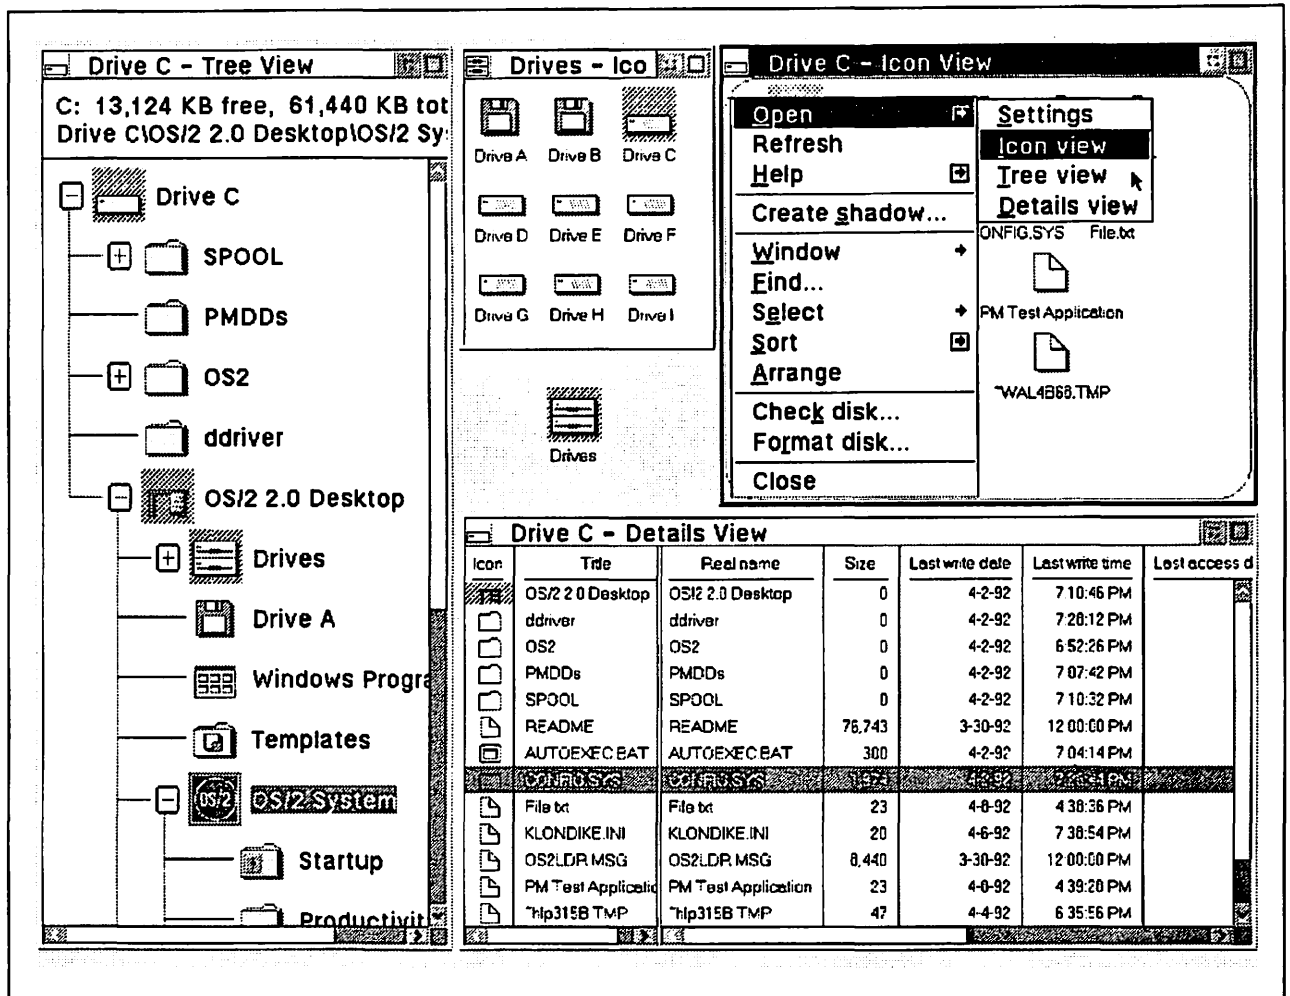 Drive C - Tree View
C: 13,124 KB free, 61,440 KB tot
Drive C\OS/2 2.0 Desktop\OS/2 Sy
Drive C
SPOOL
PMDDs
OS2
ddriver
OS/2 2.0 Desktop
Drives
Drive A
Windows Progra
Templates
OS/2 OS/2 System
Startup
Productivit
Drives - Ico
Drive A Drive B Drive C
Drive D Drive E Drive F
Drive G Drive H Drive I
Drives
Drive C - Icon View
Open
Refresh
Help
Create shadow...
Window
Find...
Select
Sort
Arrange
Check disk...
Format disk...
Close
Settings
Icon view
Tree view
Details view
ONFIG.SYS File.txt
PM Test Application
~WAL4B68.TMP
Drive C - Details View
Icon Title Real name Size Last write date Last write time Last access d
OS/2 2.0 Desktop OS!2 2.0 Desktop 0 4-2-92 7:10:46 PM
ddriver ddriver 0 4-2-92 7:28:12 PM
OS2 OS2 0 4-2-92 6:52:26 PM
PMDDs PMDDs 0 4-2-92 7:07:42 PM
SPOOL SPOOL 0 4-2-92 7:10:32 PM
README README 76,743 3-30-92 12:00:00 PM
AUTOEXEC.BAT AUTOEXEC.BAT 300 4-2-92 7:04:14 PM
CONFIG.SYS CONFIG.SYS
File.txt File.txt 23 4:38:36 PM
KLONDIKE.INI KLONDIKE.INI 20 4-6-92 7:38:54 PM
OS2LDR.MSG OS2LDR.MSG 8,440 3-30-92 12:00:00 PM
PM Test Applicatio PM Test Application 23 4:39:20 PM
~hlp315B.TMP ~hlp315B.TMP 47 4-4-92 6:35:56 PM